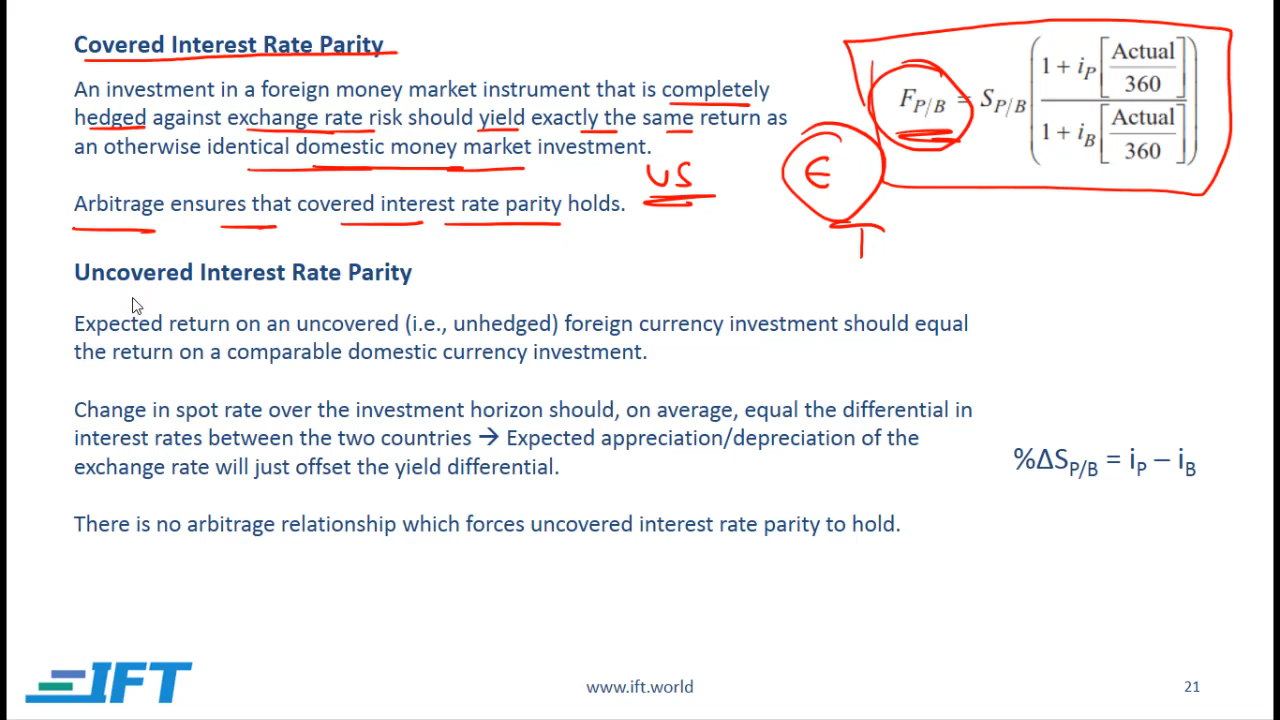 Covered Interest Rate Parity
An investment in a foreign money market instrument that is completely
hedged against exchange rate risk should yield exactly the same return as
an otherwise identical domestic money market investment.
F_{P/B} = S_{P/B} ( (1 + i_P [Actual/360]) / (1 + i_B [Actual/360]) )
US
€
T
Arbitrage ensures that covered interest rate parity holds.
Uncovered Interest Rate Parity
Expected return on an uncovered (i.e., unhedged) foreign currency investment should equal
the return on a comparable domestic currency investment.
Change in spot rate over the investment horizon should, on average, equal the differential in
interest rates between the two countries → Expected appreciation/depreciation of the
exchange rate will just offset the yield differential.
%ΔS_{P/B} = i_P – i_B
There is no arbitrage relationship which forces uncovered interest rate parity to hold.
IFT
www.ift.world
21